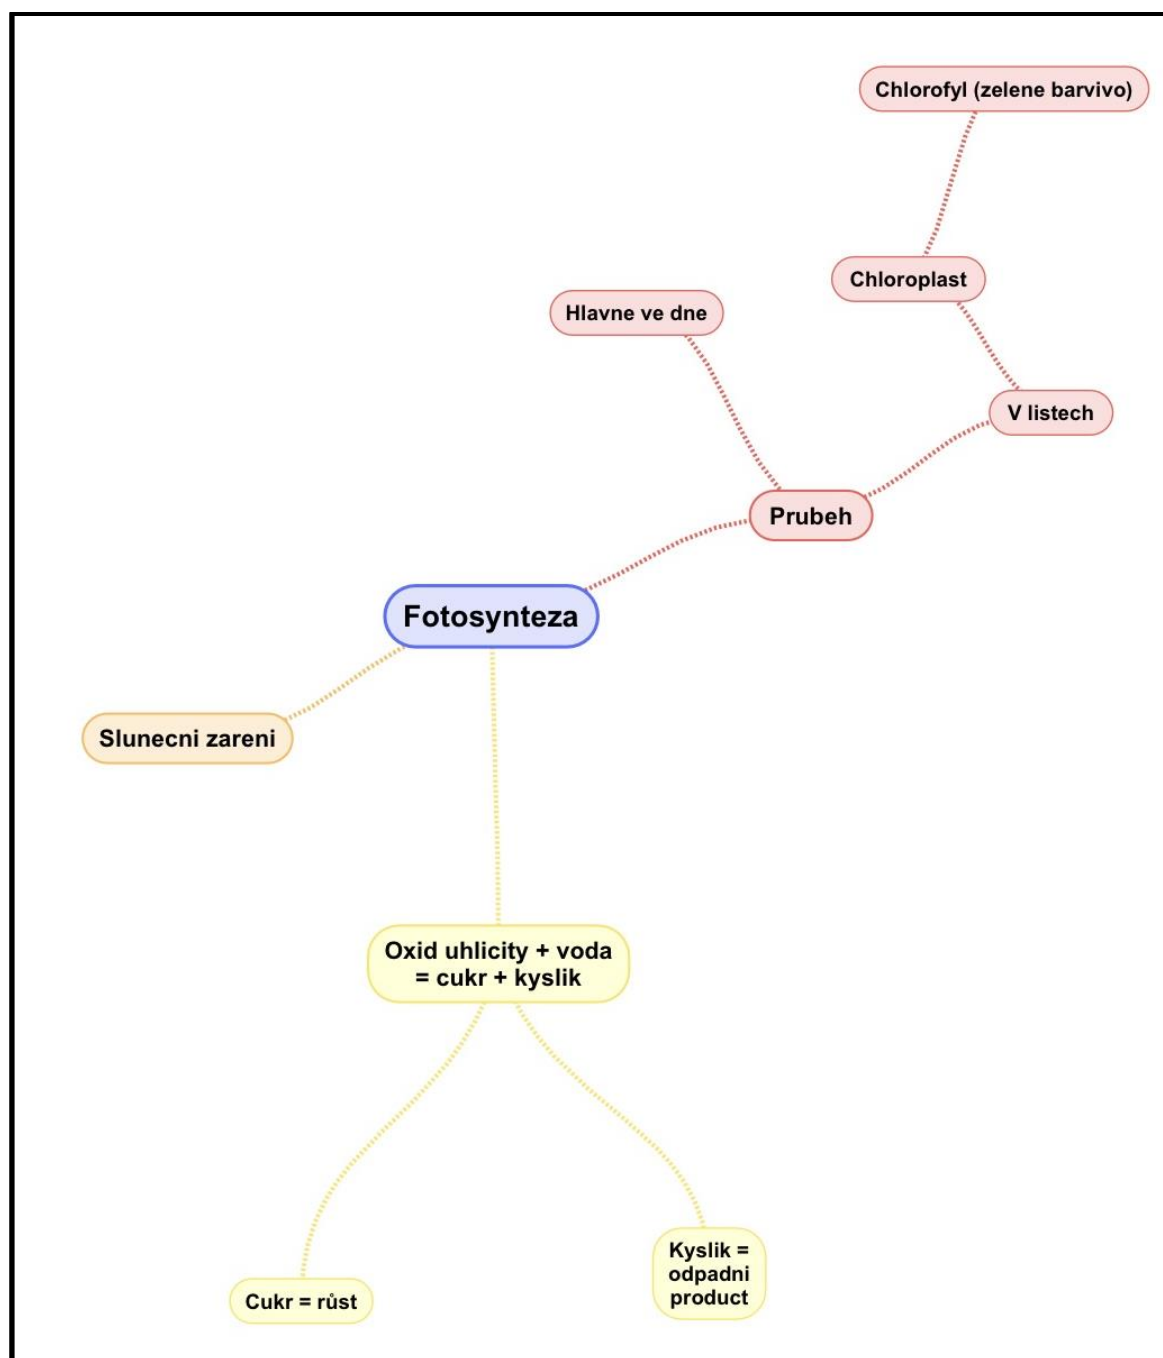 Chlorofyl (zelene barvivo)
Chloroplast
Hlavne ve dne
V listech
Prubeh
Fotosynteza
Slunecni zareni
Oxid uhlicity + voda
= cukr + kyslik
Kyslik =
odpadni
product
Cukr = růst